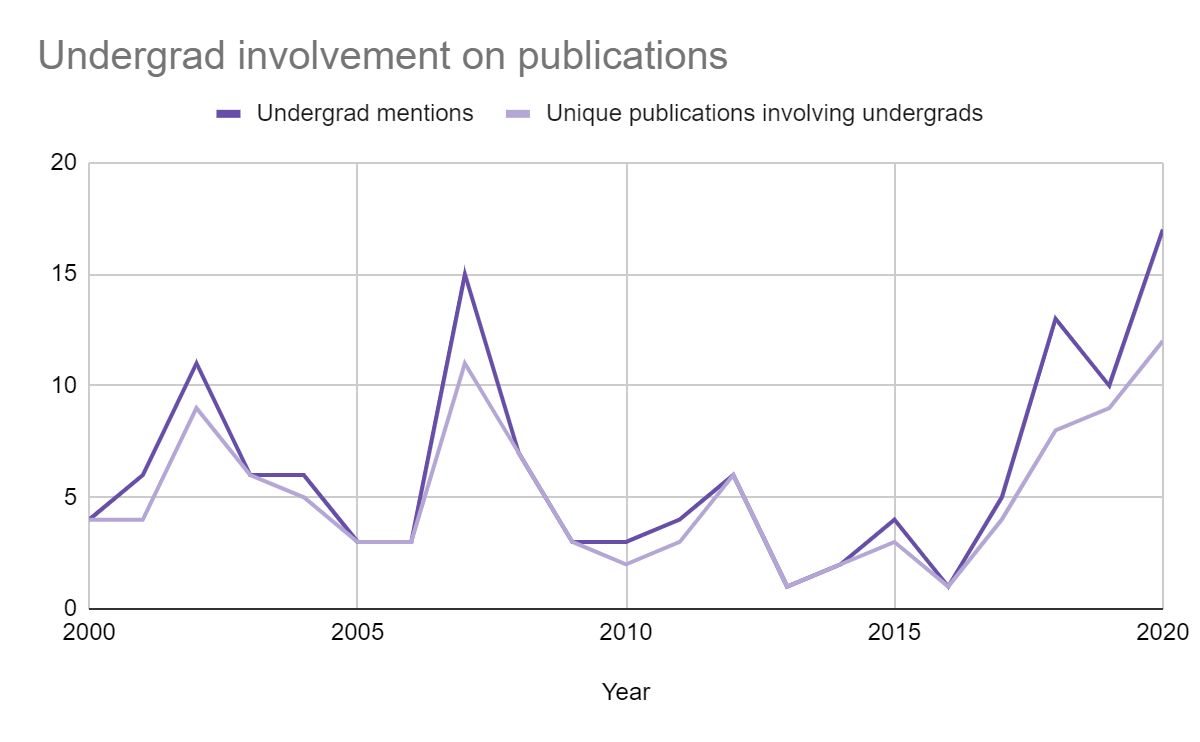 Undergrad involvement on publications
Undergrad mentions Unique publications involving undergrads
20
15
10
5
0
2000 2005 2010 2015 2020
Year